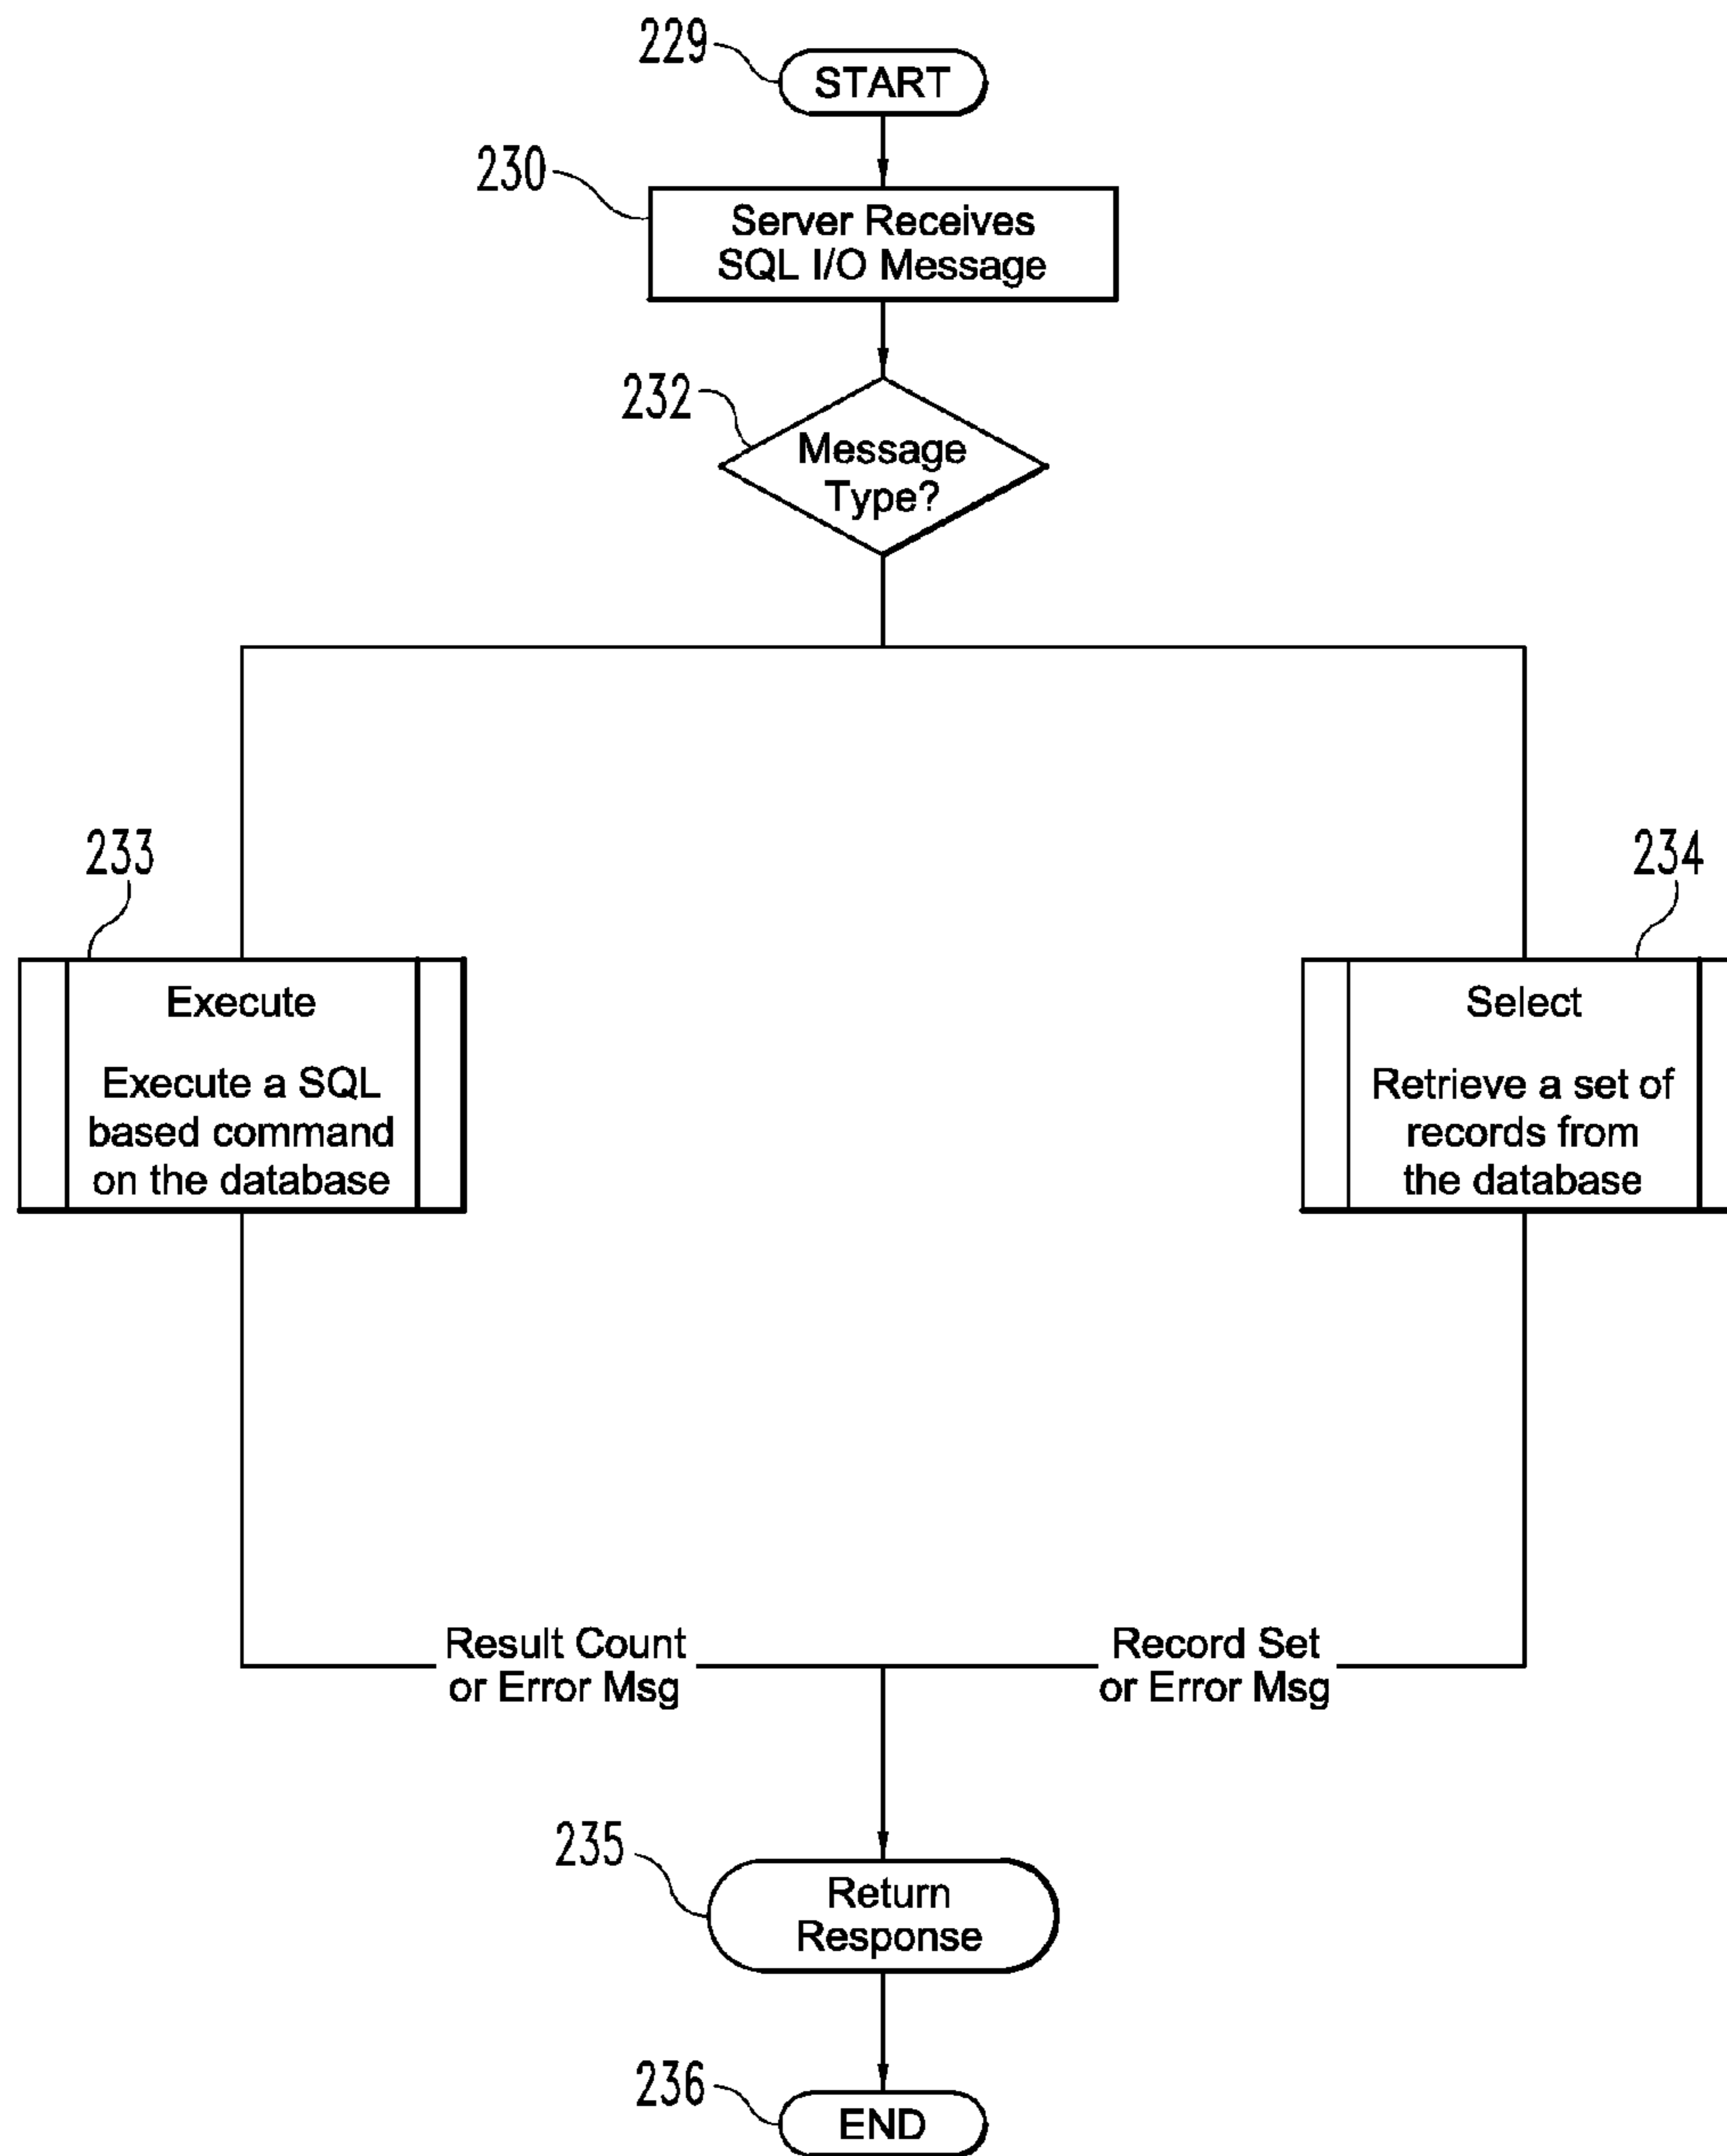 229
START
230
Server Receives
SQL I/O Message
232
Message
Type?
233
Execute
Execute a SQL
based command
on the database
234
Select
Retrieve a set of
records from
the database
Result Count
or Error Msg
Record Set
or Error Msg
235
Return
Response
236
END